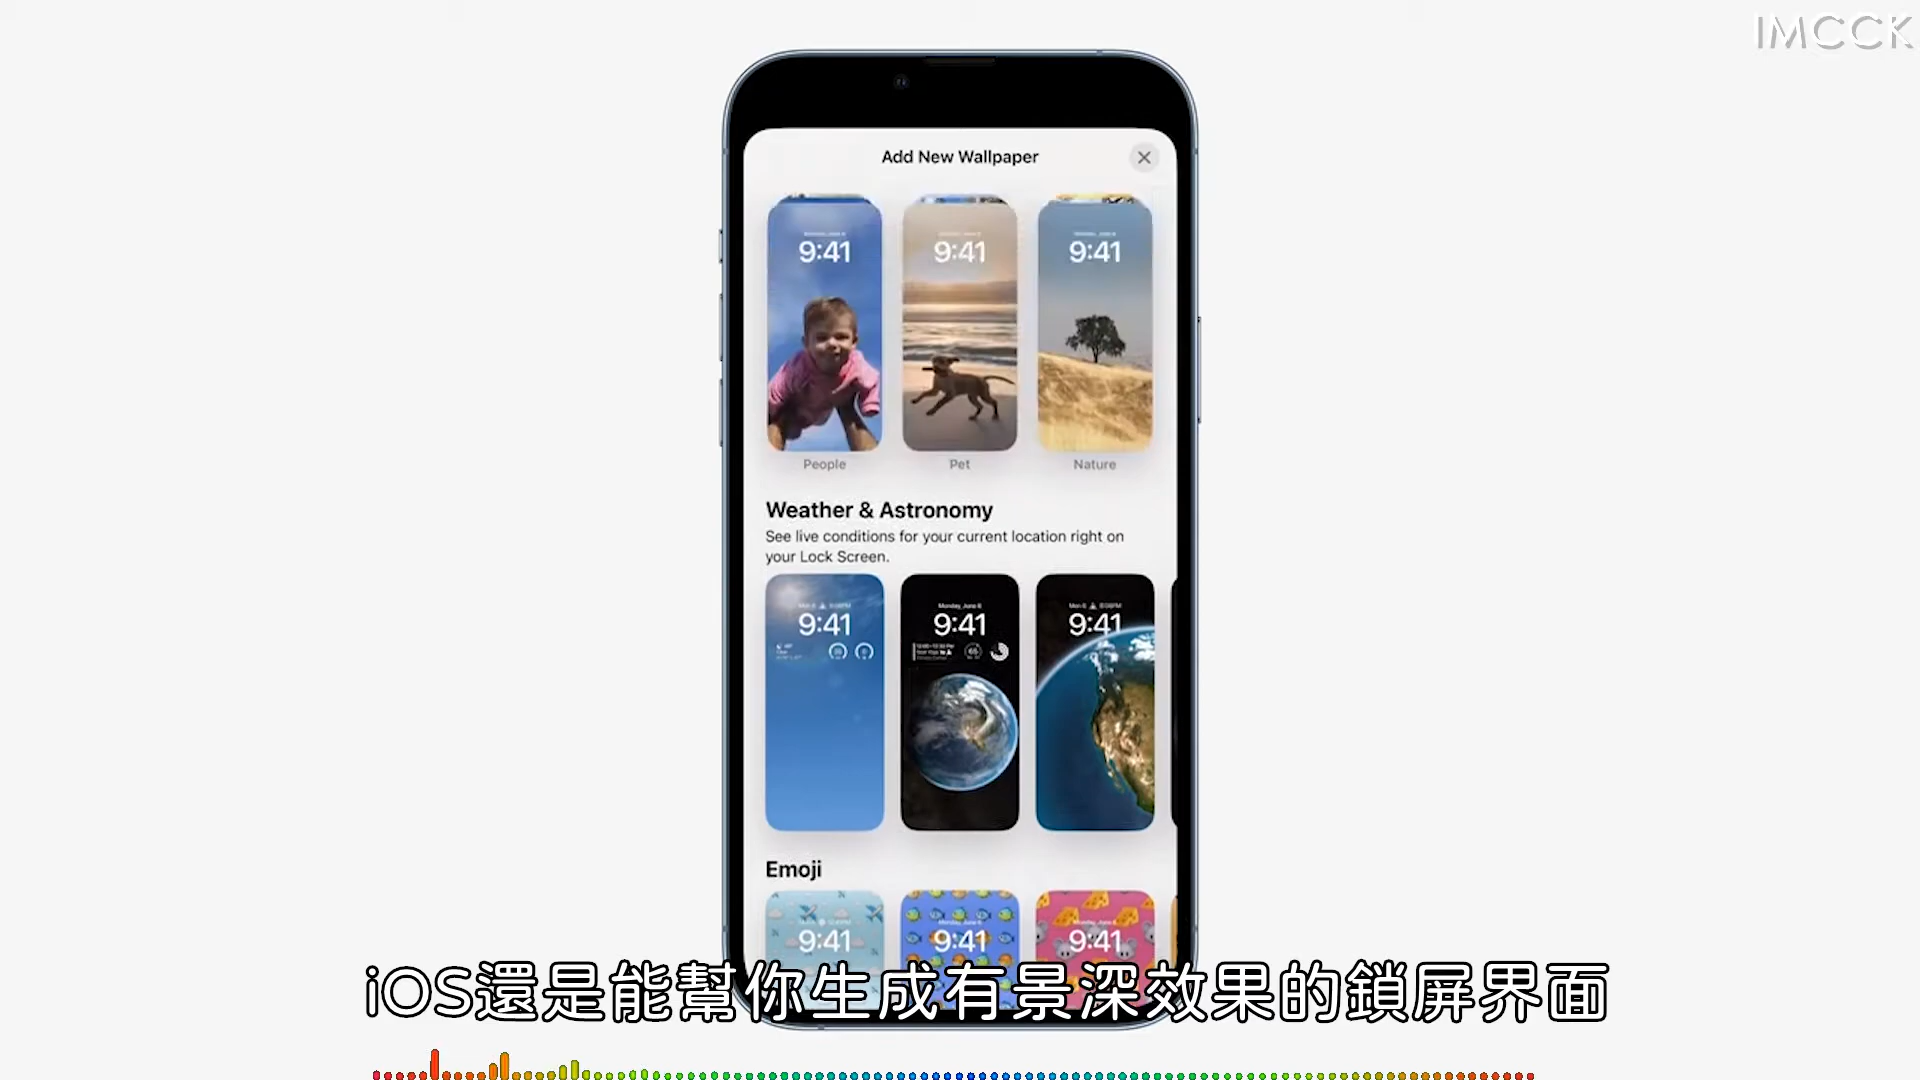 IMCCK
Add New Wallpaper
9:41
9:41
9:41
People
Pet
Nature
Weather & Astronomy
See live conditions for your current location right on
your Lock Screen.
9:41
Monday, June 6
9:41
9:41
Emoji
9:41
9:41
9:41
iOS還是能幫你生成有景深效果的鎖屏界面